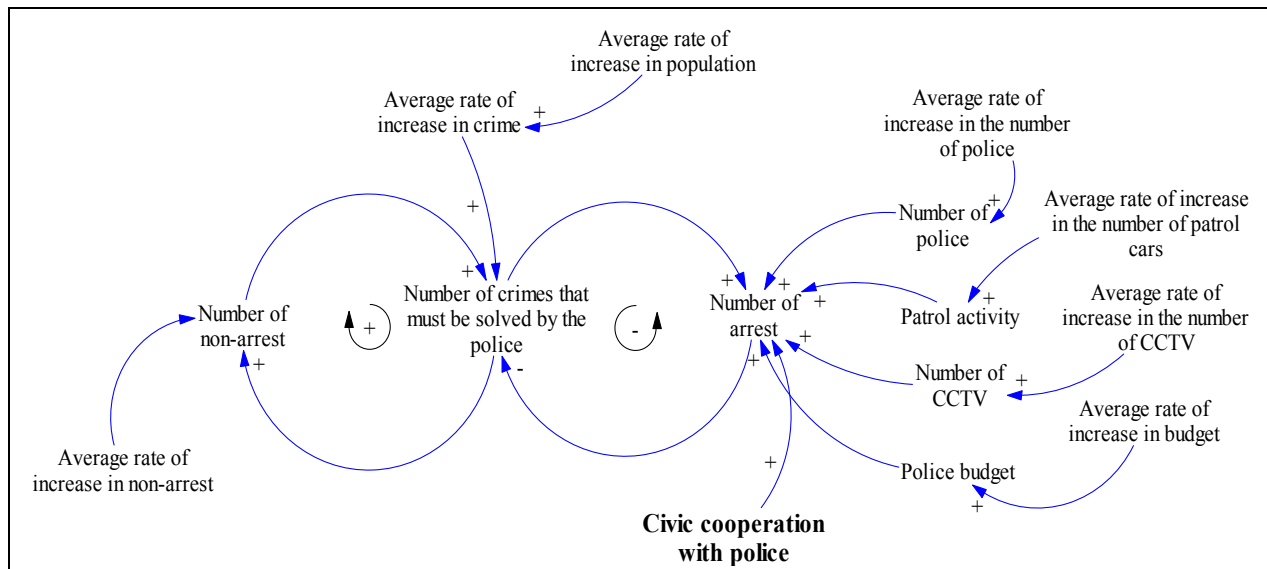 Average rate of
increase in population
+
Average rate of
increase in crime
+
Average rate of
increase in the number
of police
+
Number of
police
Average rate of increase
in the number of patrol
cars
+
Patrol activity
Average rate of
increase in the number
of CCTV
+
Number of
CCTV
Average rate of
increase in budget
+
Police budget
+
Number of crimes that
must be solved by the
police
-
+
-
Number of
non-arrest
+
Average rate of
increase in non-arrest
+
+
+
+
+
Number of
arrest
+
Civic cooperation
with police